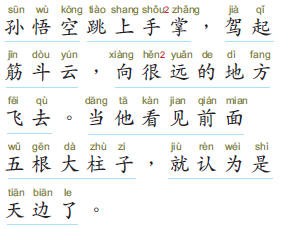 sūn wù kōng tiào shang shǒu2 zhǎng jià qǐ
孙悟空跳上手掌，驾起
jīn dǒu yún xiàng hěn2 yuǎn de dì fang
筋斗云，向很远的地方
fēi qù dāng tā kàn jian qián mian
飞去。当他看见前面
wǔ gēn dà zhù zi jiù rèn wéi shì
五根大柱子，就认为是
tiān biān le
天边了。